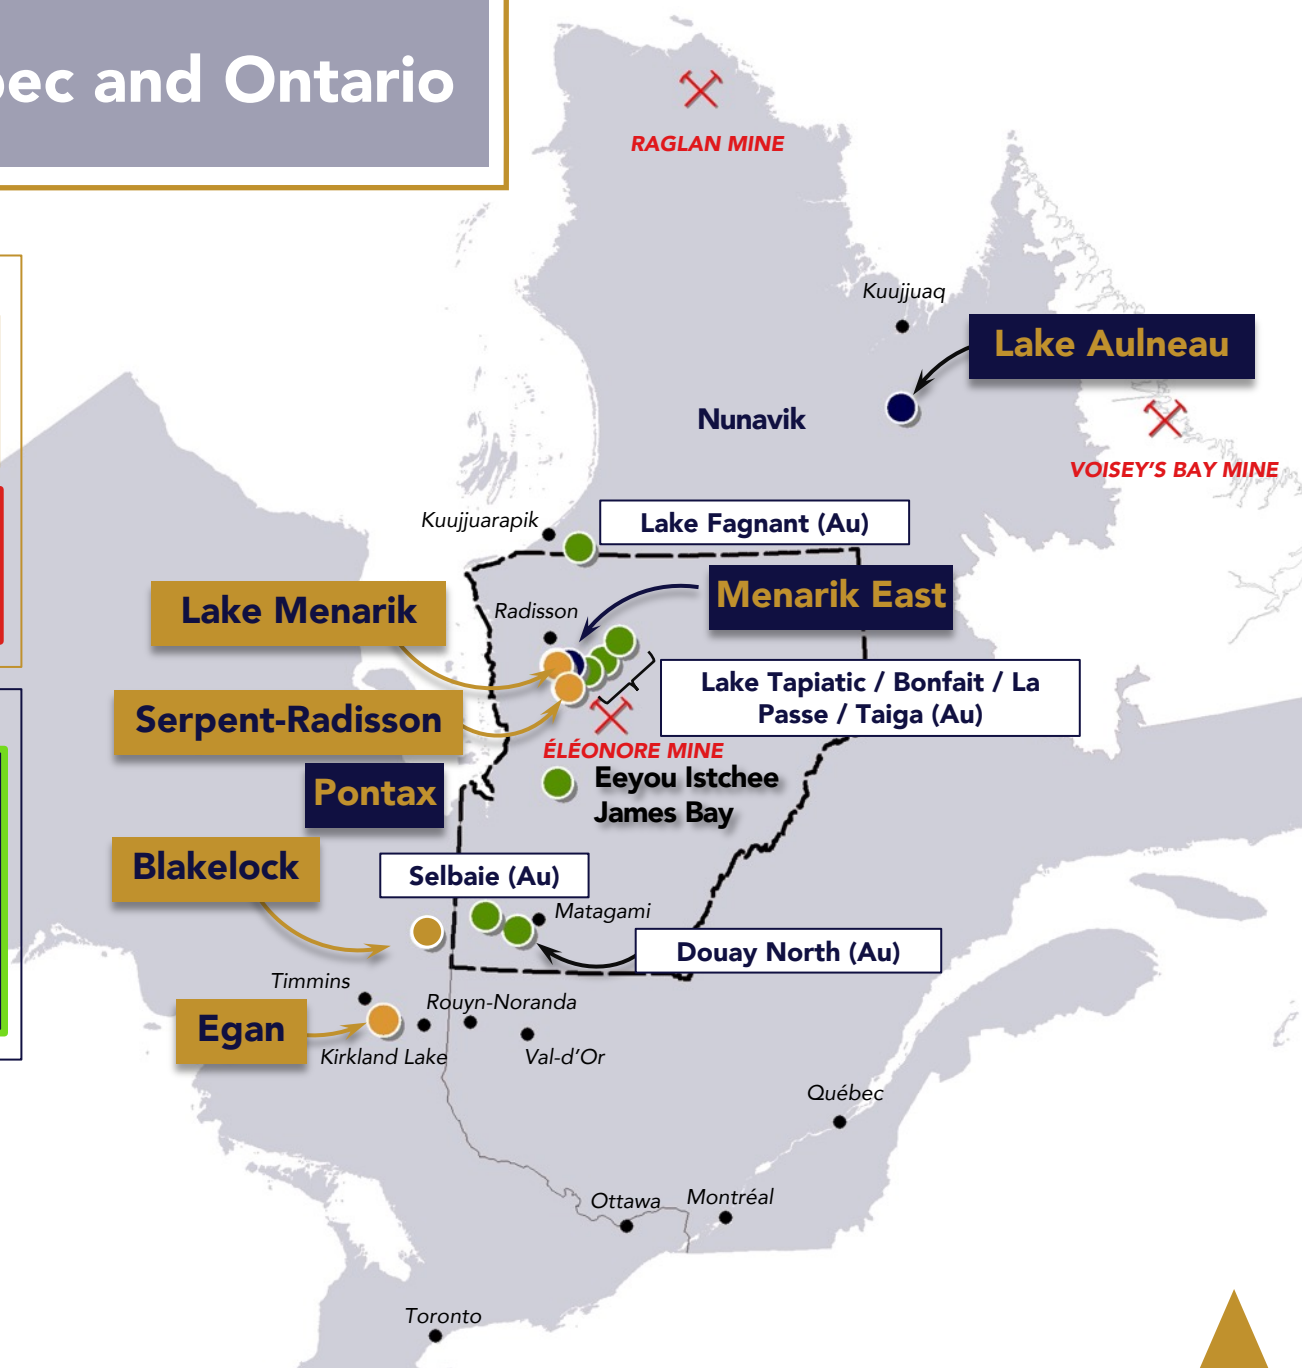 bec and Ontario
RAGLAN MINE
Kuujjuaq
Lake Aulneau
Nunavik
VOISEY'S BAY MINE
Kuujjuarapik
Lake Fagnant (Au)
Lake Menarik
Radisson
Menarik East
Lake Tapiatic / Bonfait / La
Passe / Taiga (Au)
Serpent-Radisson
ÉLÉONORE MINE
Eeyou Istchee
James Bay
Pontax
Blakelock
Selbaie (Au)
Matagami
Douay North (Au)
Timmins
Rouyn-Noranda
Egan
Kirkland Lake
Val-d'Or
Québec
Ottawa
Montréal
Toronto